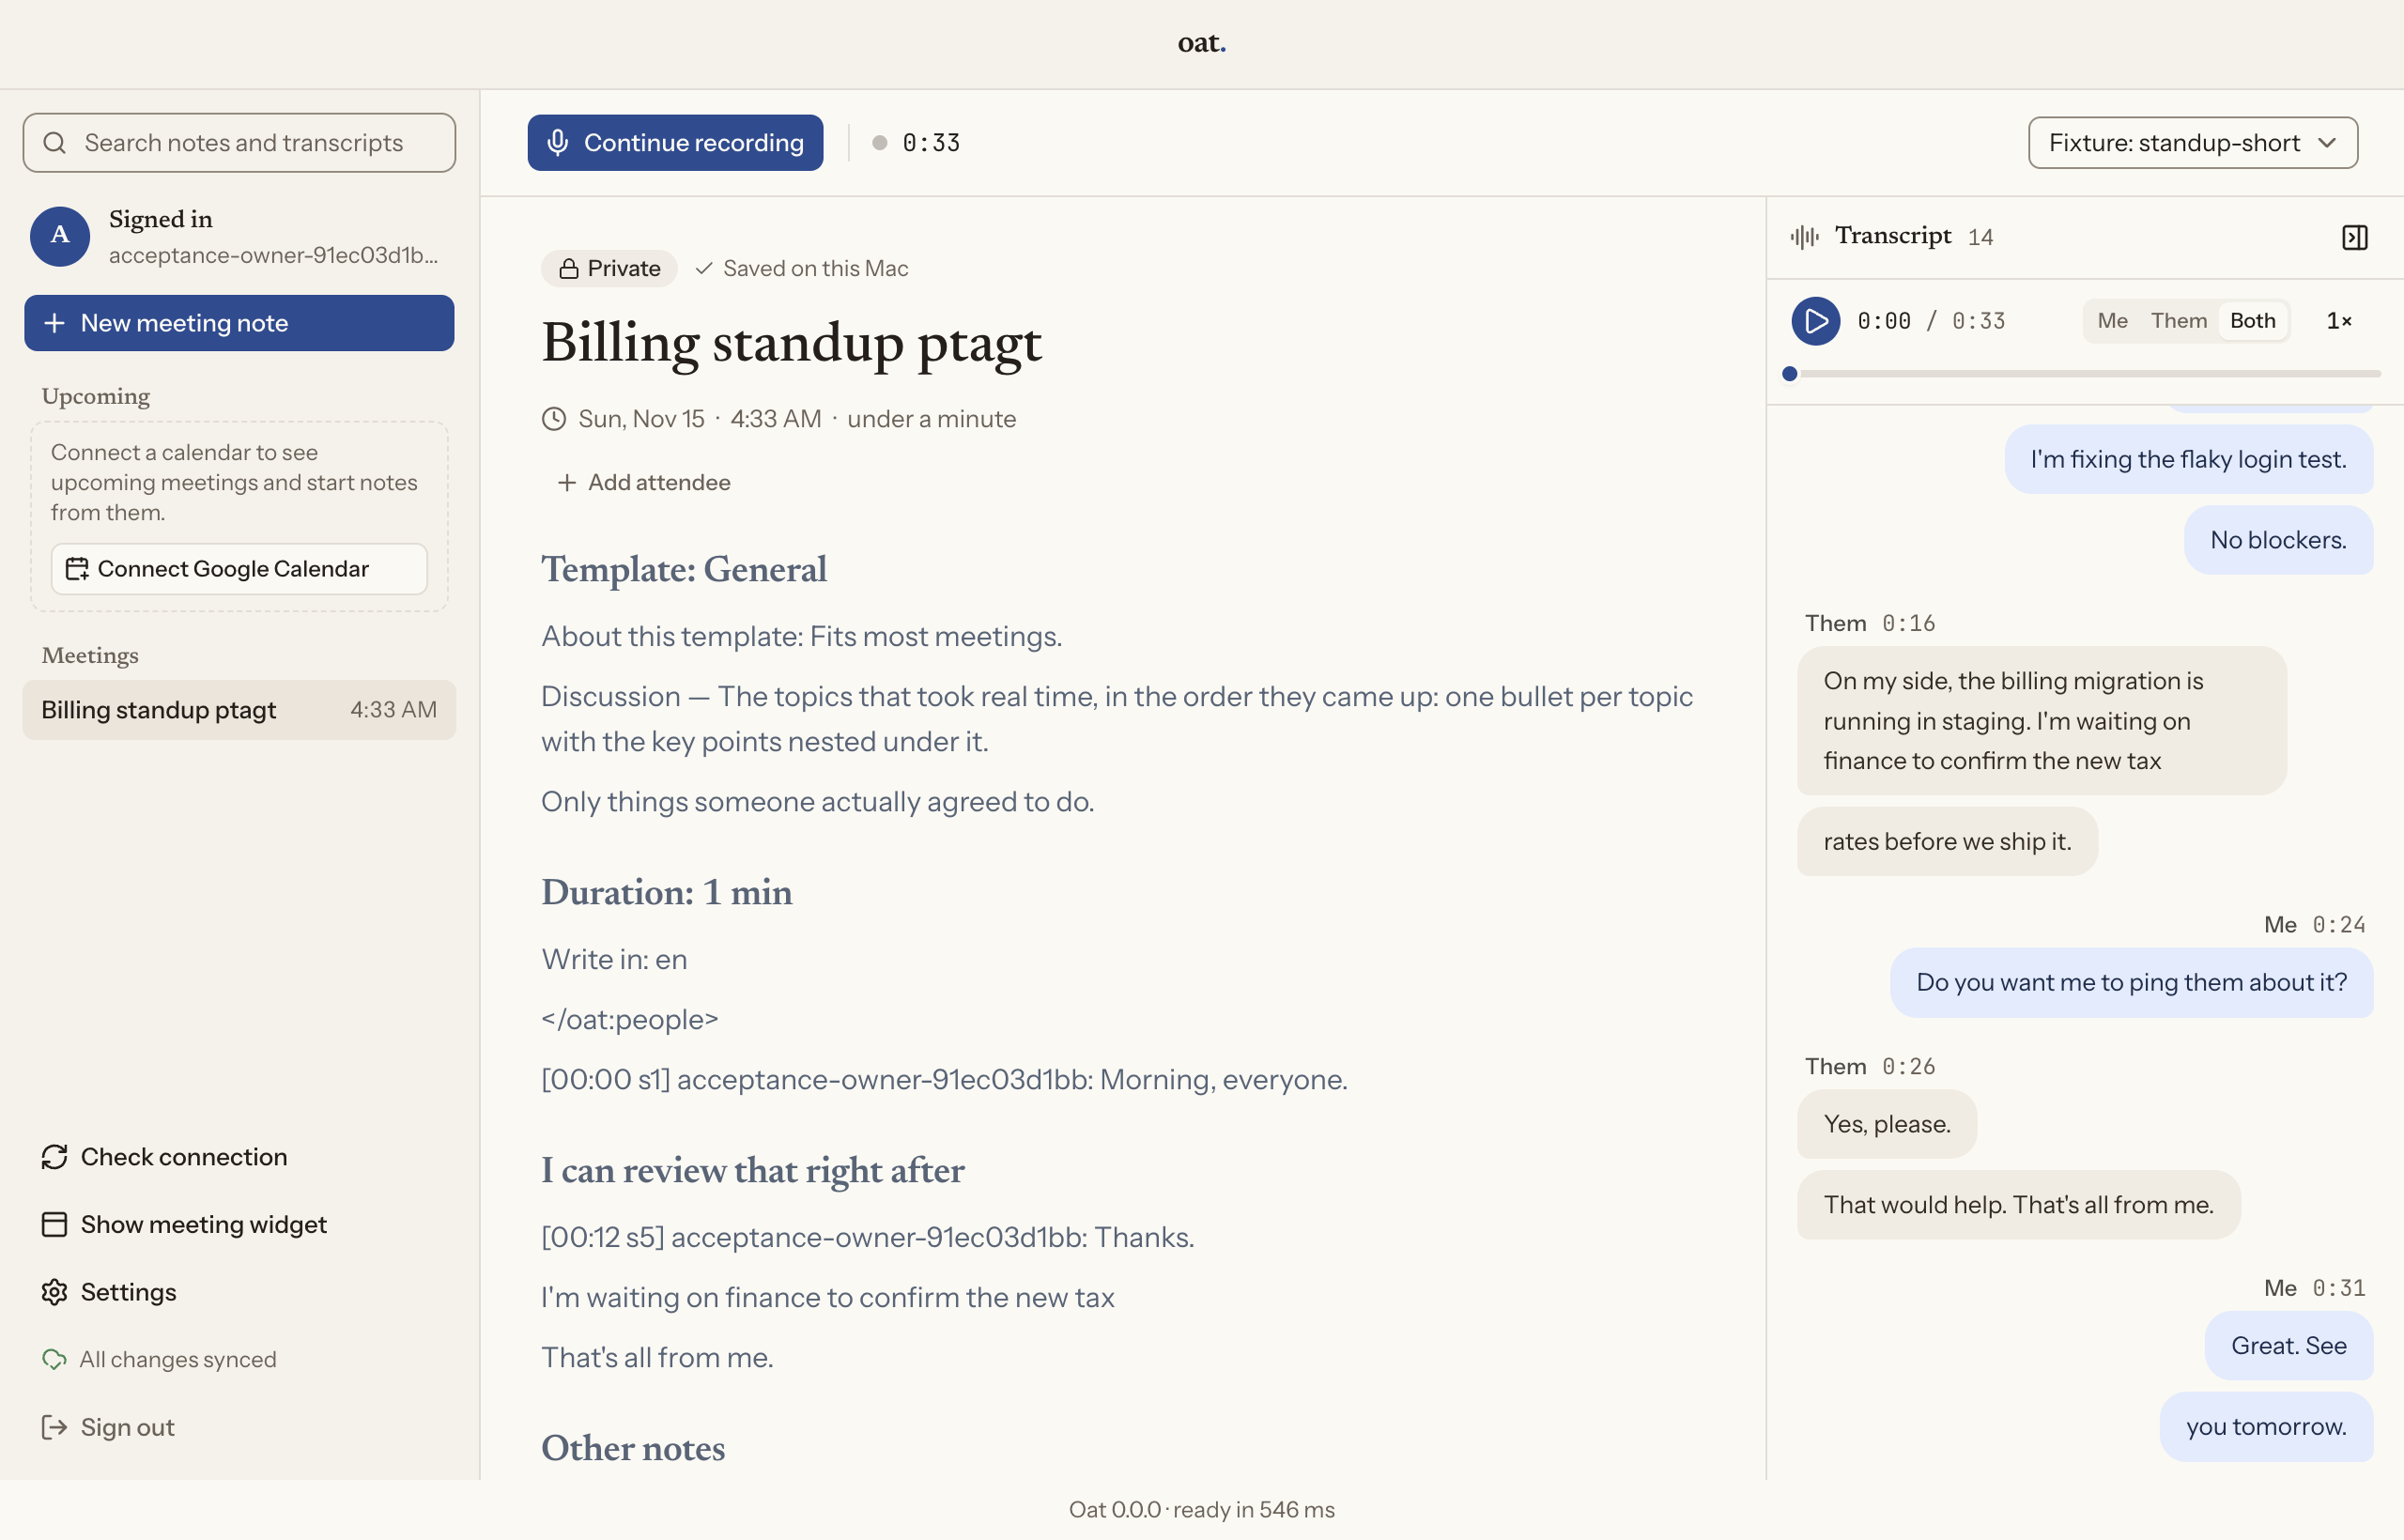 oat.
Search notes and transcripts
Signed in
A
acceptance-owner-91ec03d1b...
New meeting note
Upcoming
Connect a calendar to see
upcoming meetings and start notes
from them.
Connect Google Calendar
Meetings
Billing standup ptagt 4:33 AM
Check connection
Show meeting widget
Settings
All changes synced
Sign out
Continue recording 0:33
Fixture: standup-short
Private Saved on this Mac
Billing standup ptagt
Sun, Nov 15 · 4:33 AM · under a minute
Add attendee
Template: General
About this template: Fits most meetings.
Discussion — The topics that took real time, in the order they came up: one bullet per topic
with the key points nested under it.
Only things someone actually agreed to do.
Duration: 1 min
Write in: en
</oat:people>
[00:00 s1] acceptance-owner-91ec03d1bb: Morning, everyone.
I can review that right after
[00:12 s5] acceptance-owner-91ec03d1bb: Thanks.
I'm waiting on finance to confirm the new tax
That's all from me.
Other notes
Transcript 14
0:00 / 0:33 Me Them Both 1×
I'm fixing the flaky login test.
No blockers.
Them 0:16
On my side, the billing migration is
running in staging. I'm waiting on
finance to confirm the new tax
rates before we ship it.
Me 0:24
Do you want me to ping them about it?
Them 0:26
Yes, please.
That would help. That's all from me.
Me 0:31
Great. See
you tomorrow.
Oat 0.0.0 · ready in 546 ms